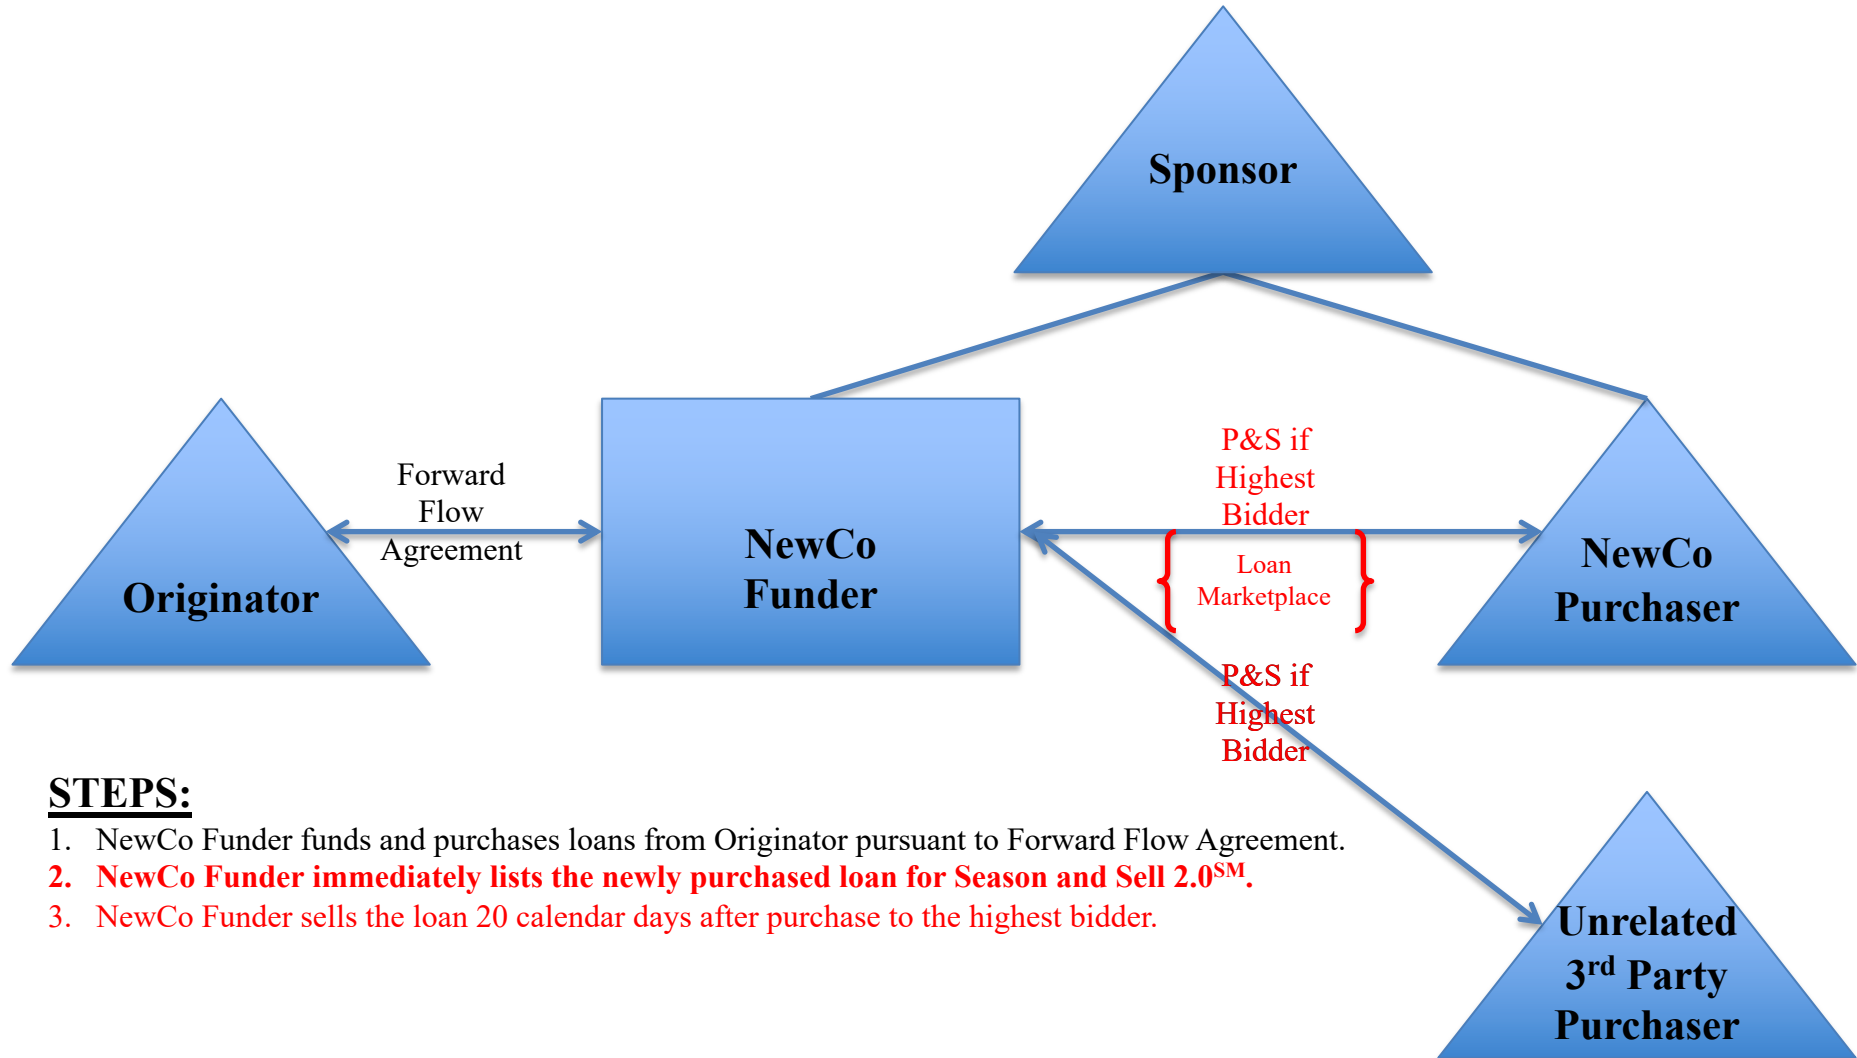 Sponsor
Forward
Flow
Agreement
Originator
NewCo
Funder
P&S if
Highest
Bidder
Loan
Marketplace
NewCo
Purchaser
P&S if
Highest
Bidder
STEPS:
1. NewCo Funder funds and purchases loans from Originator pursuant to Forward Flow Agreement.
2. NewCo Funder immediately lists the newly purchased loan for Season and Sell 2.0SM.
3. NewCo Funder sells the loan 20 calendar days after purchase to the highest bidder.
Unrelated
3rd Party
Purchaser